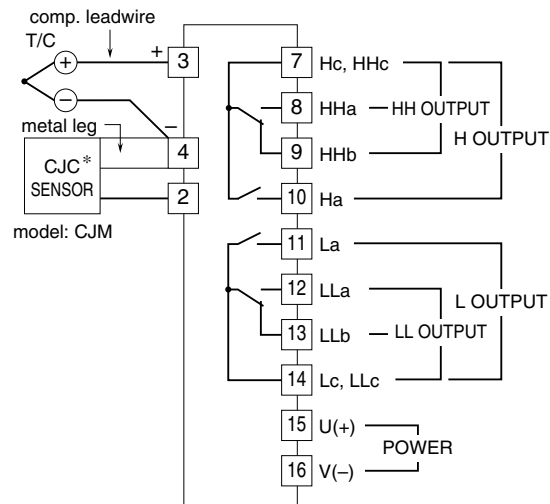 comp. leadwire
T/C
+
+
3
−
−
metal leg
4
CJC*
SENSOR
2
model: CJM
7 Hc, HHc
8 HHa HH OUTPUT
9 HHb
H OUTPUT
10 Ha
11 La
12 LLa
L OUTPUT
13 LLb LL OUTPUT
14 Lc, LLc
15 U(+)
POWER
16 V(−)